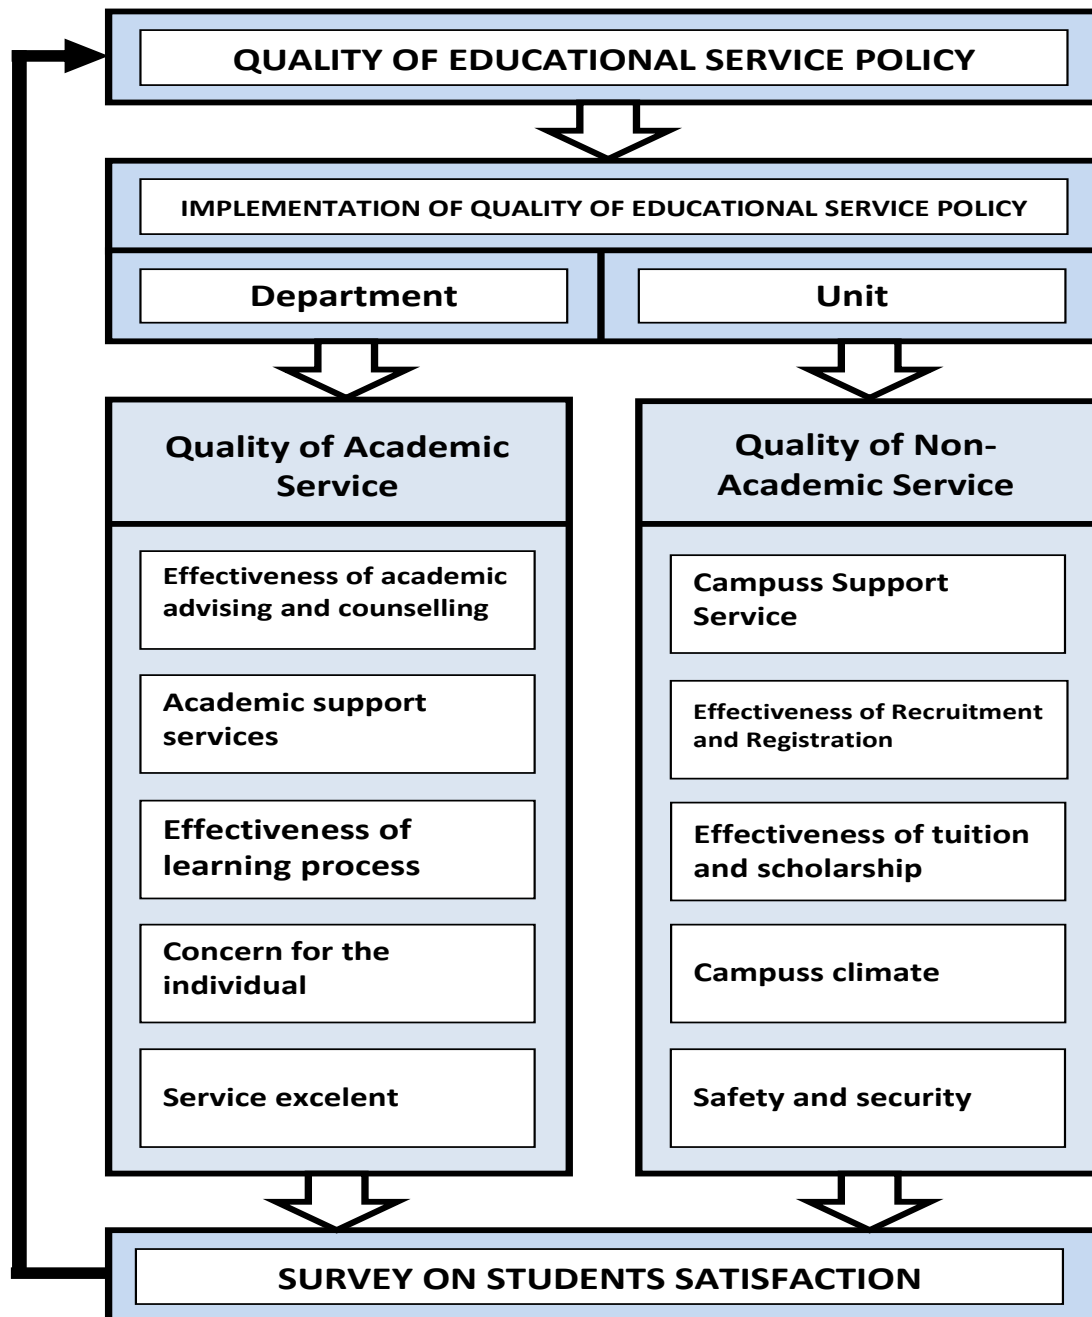 QUALITY OF EDUCATIONAL SERVICE POLICY
IMPLEMENTATION OF QUALITY OF EDUCATIONAL SERVICE POLICY
Department
Unit
Quality of Academic
Service
Effectiveness of academic
advising and counselling
Academic support
services
Effectiveness of
learning process
Concern for the
individual
Service excelent
Quality of Non-
Academic Service
Campuss Support
Service
Effectiveness of Recruitment
and Registration
Effectiveness of tuition
and scholarship
Campuss climate
Safety and security
SURVEY ON STUDENTS SATISFACTION